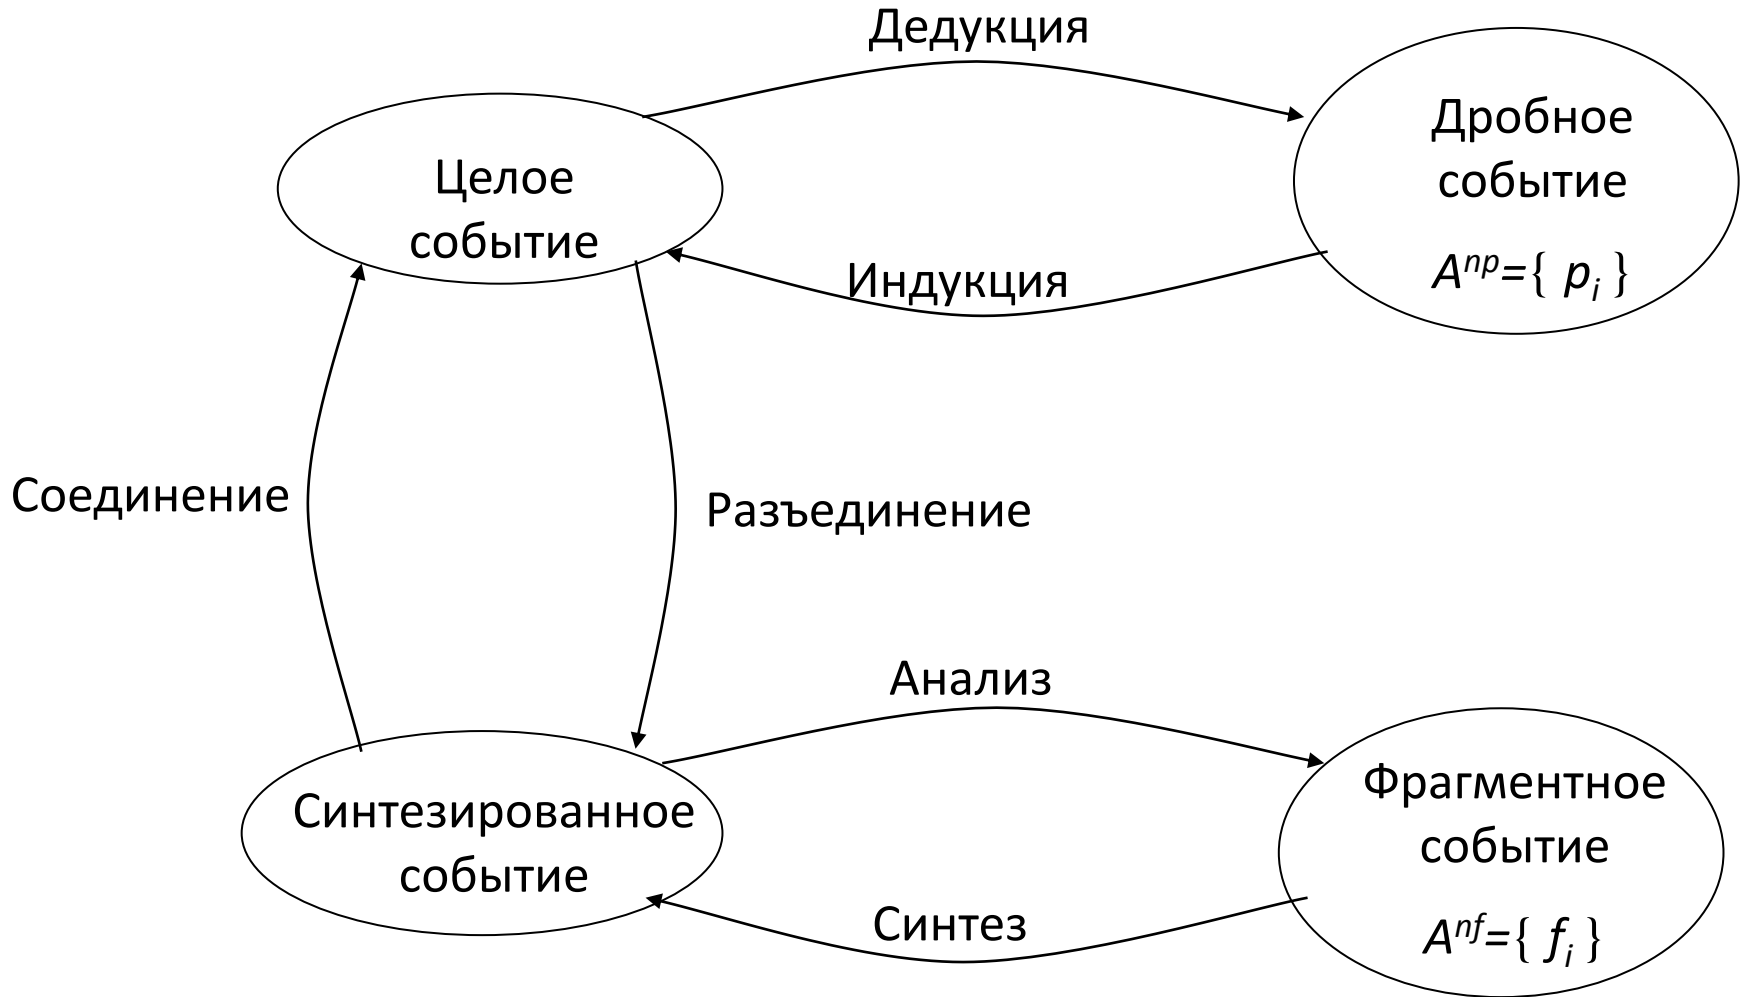 Дедукция
Целое
событие
Дробное
событие
Aⁿᵖ={ pᵢ }
Индукция
Соединение
Разъединение
Анализ
Синтезированное
событие
Фрагментное
событие
Aⁿᶠ={ fᵢ }
Синтез